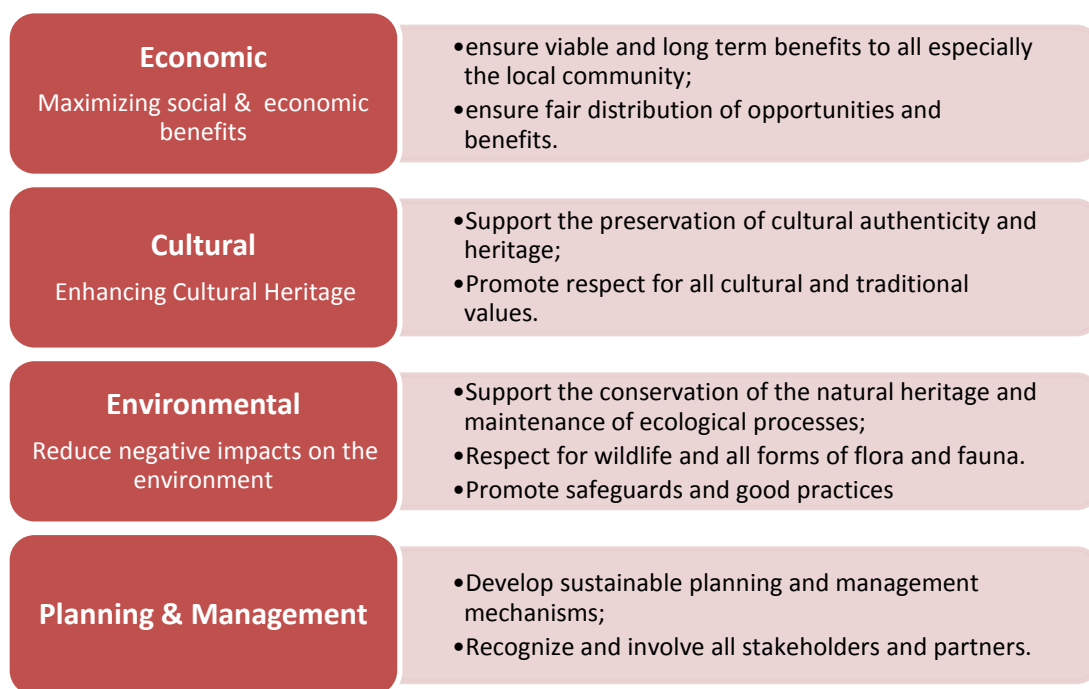 Economic
Maximizing social & economic
benefits
•ensure viable and long term benefits to all especially
the local community;
•ensure fair distribution of opportunities and
benefits.
Cultural
Enhancing Cultural Heritage
•Support the preservation of cultural authenticity and
heritage;
•Promote respect for all cultural and traditional
values.
Environmental
Reduce negative impacts on the
environment
•Support the conservation of the natural heritage and
maintenance of ecological processes;
•Respect for wildlife and all forms of flora and fauna.
•Promote safeguards and good practices
Planning & Management
•Develop sustainable planning and management
mechanisms;
•Recognize and involve all stakeholders and partners.